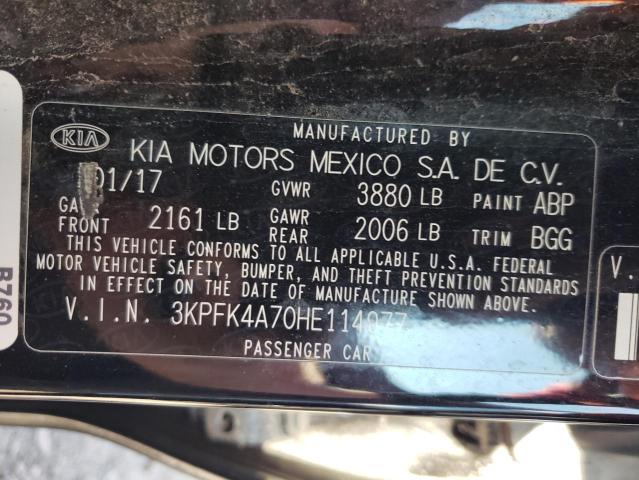 MANUFACTURED BY
KIA KIA MOTORS MEXICO S.A. DE C.V.
01/17 GVWR 3880 LB PAINT ABP
FRONT 2161 LB GAWR REAR 2006 LB TRIM BGG
THIS VEHICLE CONFORMS TO ALL APPLICABLE U.S.A. FEDERAL
MOTOR VEHICLE SAFETY, BUMPER, AND THEFT PREVENTION STANDARDS
IN EFFECT ON THE DATE OF MANUFACTURE SHOWN ABOVE.
V.I.N. 3KPFK4A70HE114077
PASSENGER CAR
B760